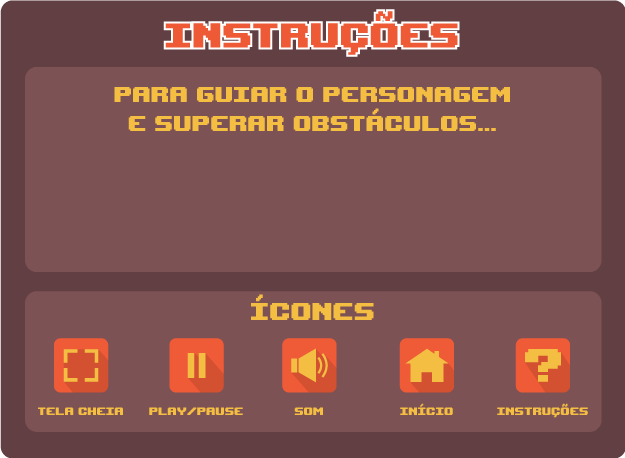 INSTRUÇÕES
PARA GUIAR O PERSONAGEM
E SUPERAR OBSTÁCULOS...
ÍCONES
TELA CHEIA
PLAY/PAUSE
SOM
INÍCIO
INSTRUÇÕES